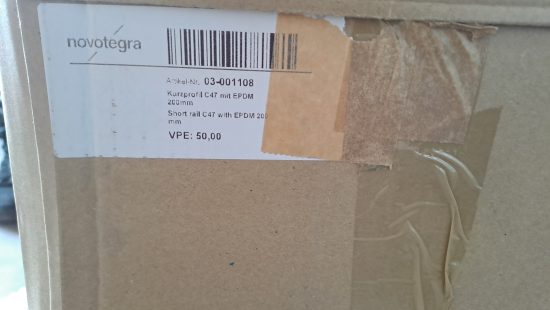 novotegra
Artikel-Nr. 03-001108
Kurzprofil C47 mit EPDM
200mm
Short rail C47 with EPDM 200
mm
VPE: 50,00